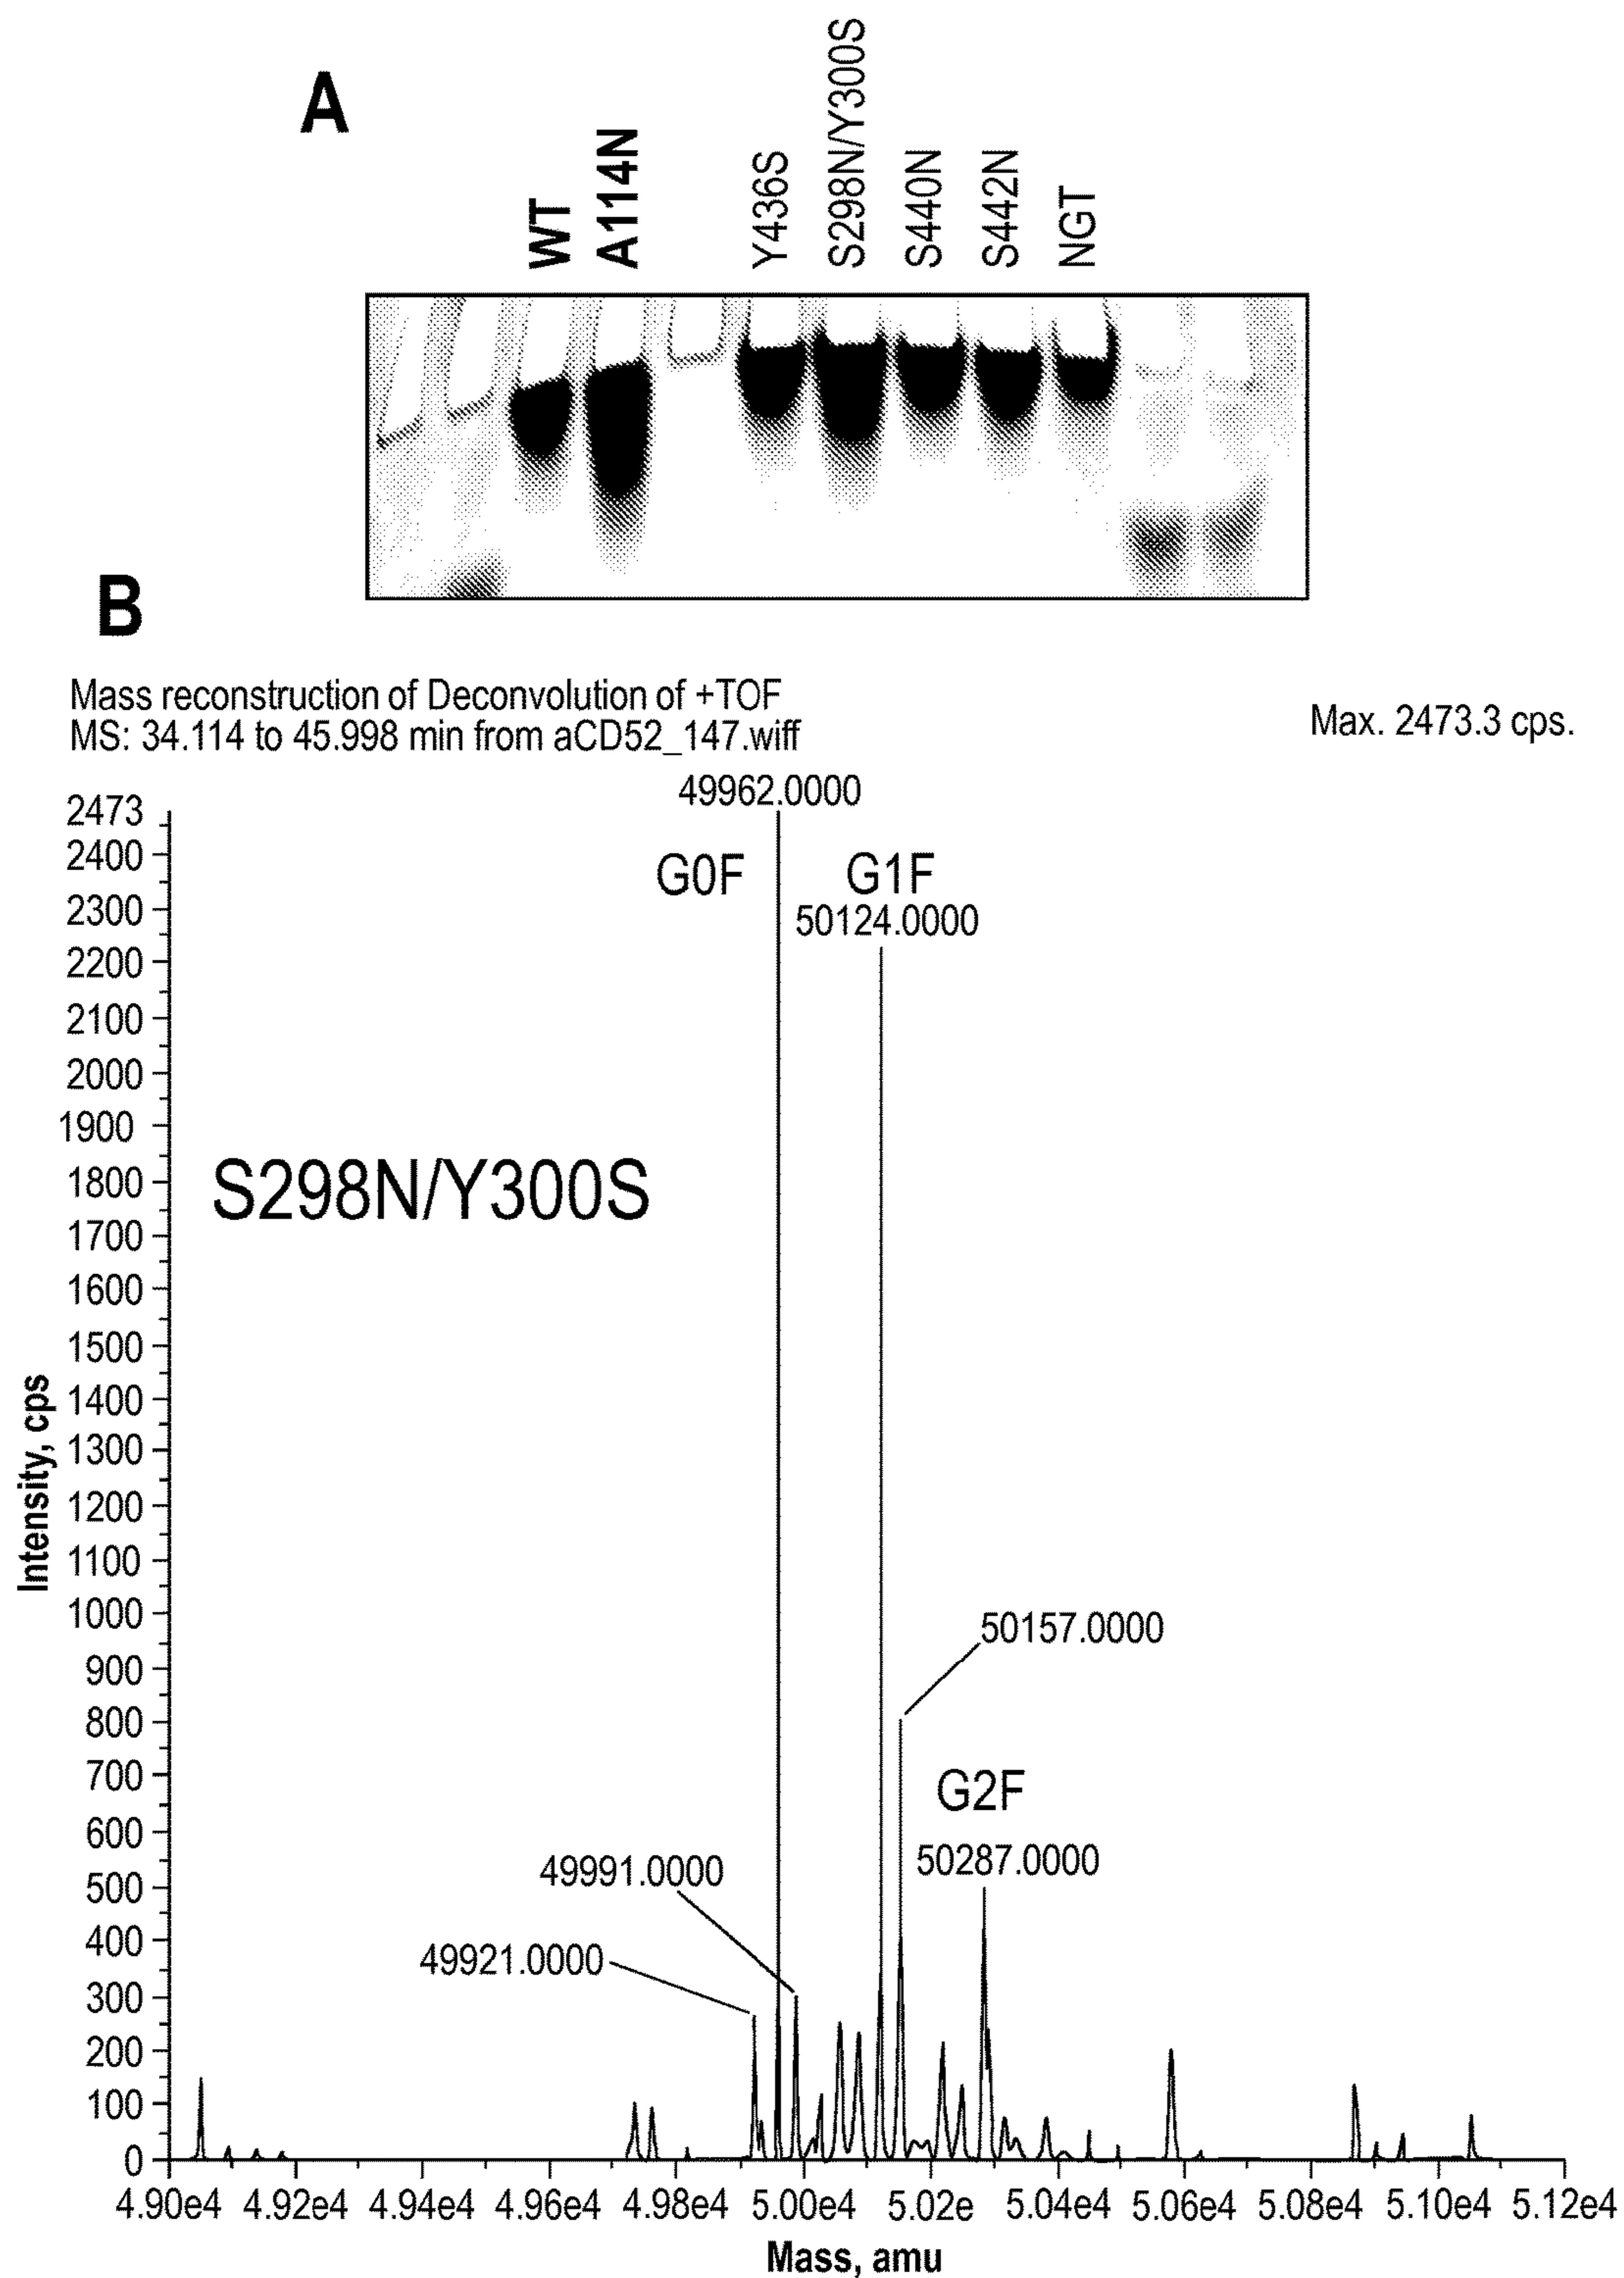 A
WT
A114N
Y436S
S298N/Y300S
S440N
S442N
NGT
B
Mass reconstruction of Deconvolution of +TOF
MS: 34.114 to 45.998 min from aCD52_147.wiff
Max. 2473.3 cps.
49962.0000
G0F
G1F
50124.0000
S298N/Y300S
50157.0000
G2F
50287.0000
49991.0000
49921.0000
Intensity, cps
2473
2400
2300
2200
2100
2000
1900
1800
1700
1600
1500
1400
1300
1200
1100
1000
900
800
700
600
500
400
300
200
100
0
4.90e4 4.92e4 4.94e4 4.96e4 4.98e4 5.00e4 5.02e 5.04e4 5.06e4 5.08e4 5.10e4 5.12e4
Mass, amu